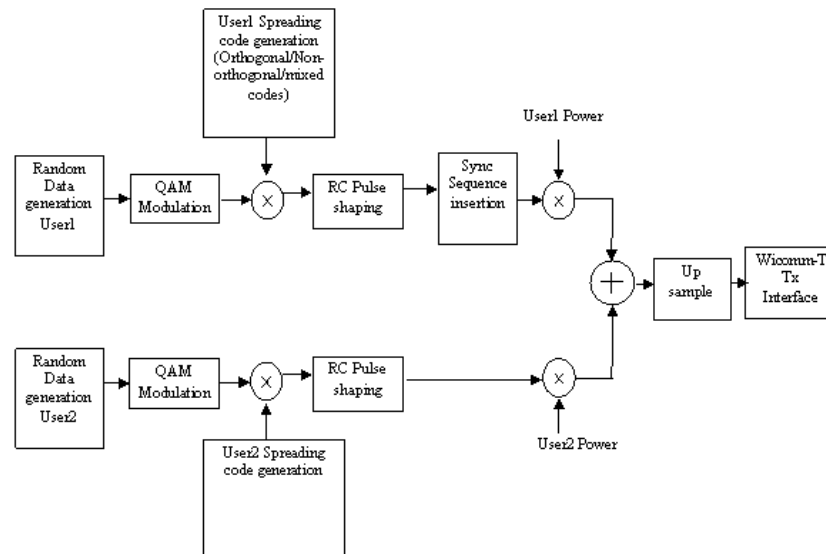 User1 Spreading
code generation
(Orthogonal/Non-
orthogonal/mixed
codes)
User1 Power
Random
Data
generation
User1
QAM
Modulation
X
RC Pulse
shaping
Sync
Sequence
insertion
X
+
Up
sample
Wicomm-T
Tx
Interface
Random
Data
generation
User2
QAM
Modulation
X
RC Pulse
shaping
X
User2 Spreading
code generation
User2 Power